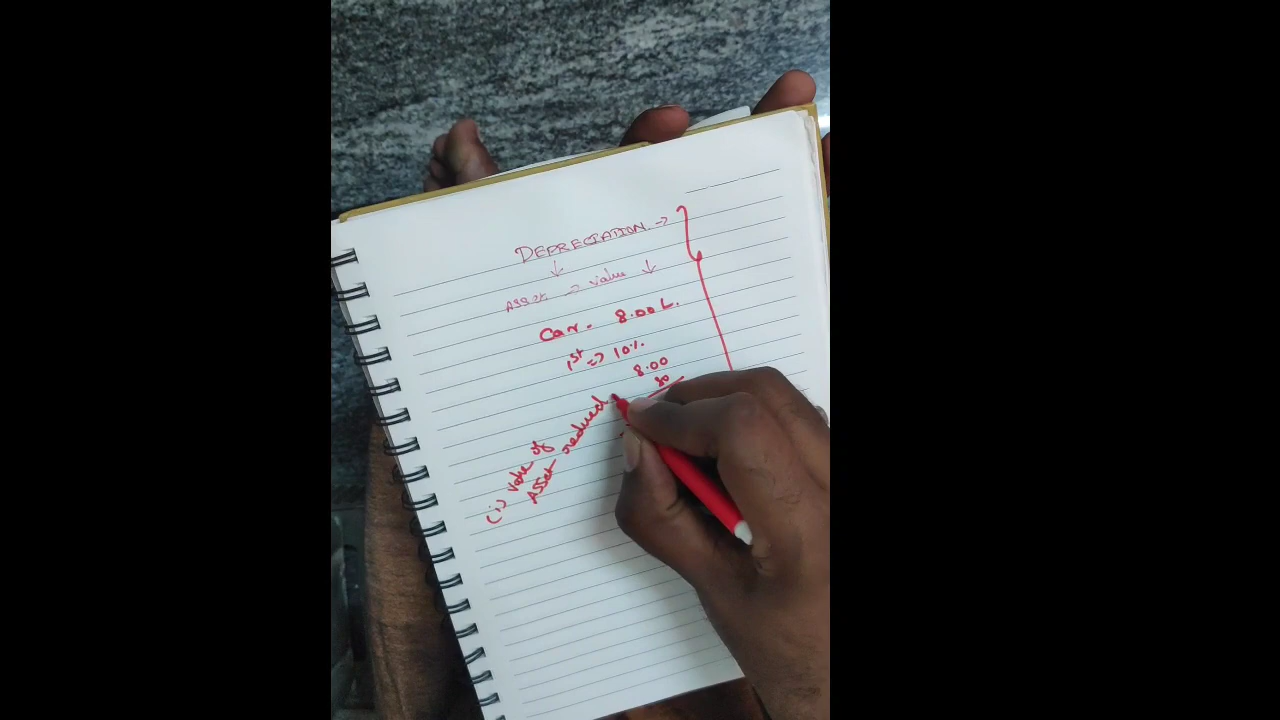 DEPRECIATION →
↓
Asset → value ↓
Car. 8.00 L.
1st => 10%
8.00
80
(i) Value of
Asset reduced